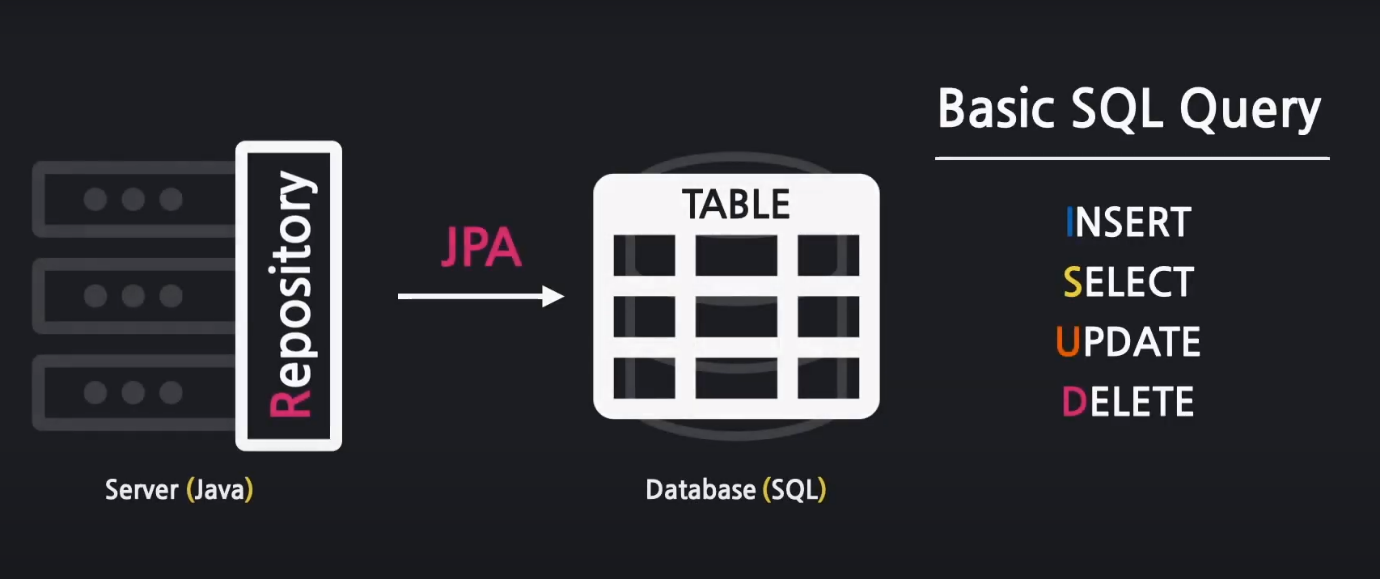 Basic SQL Query
Repository
JPA
TABLE
INSERT
SELECT
UPDATE
DELETE
Server (Java)
Database (SQL)